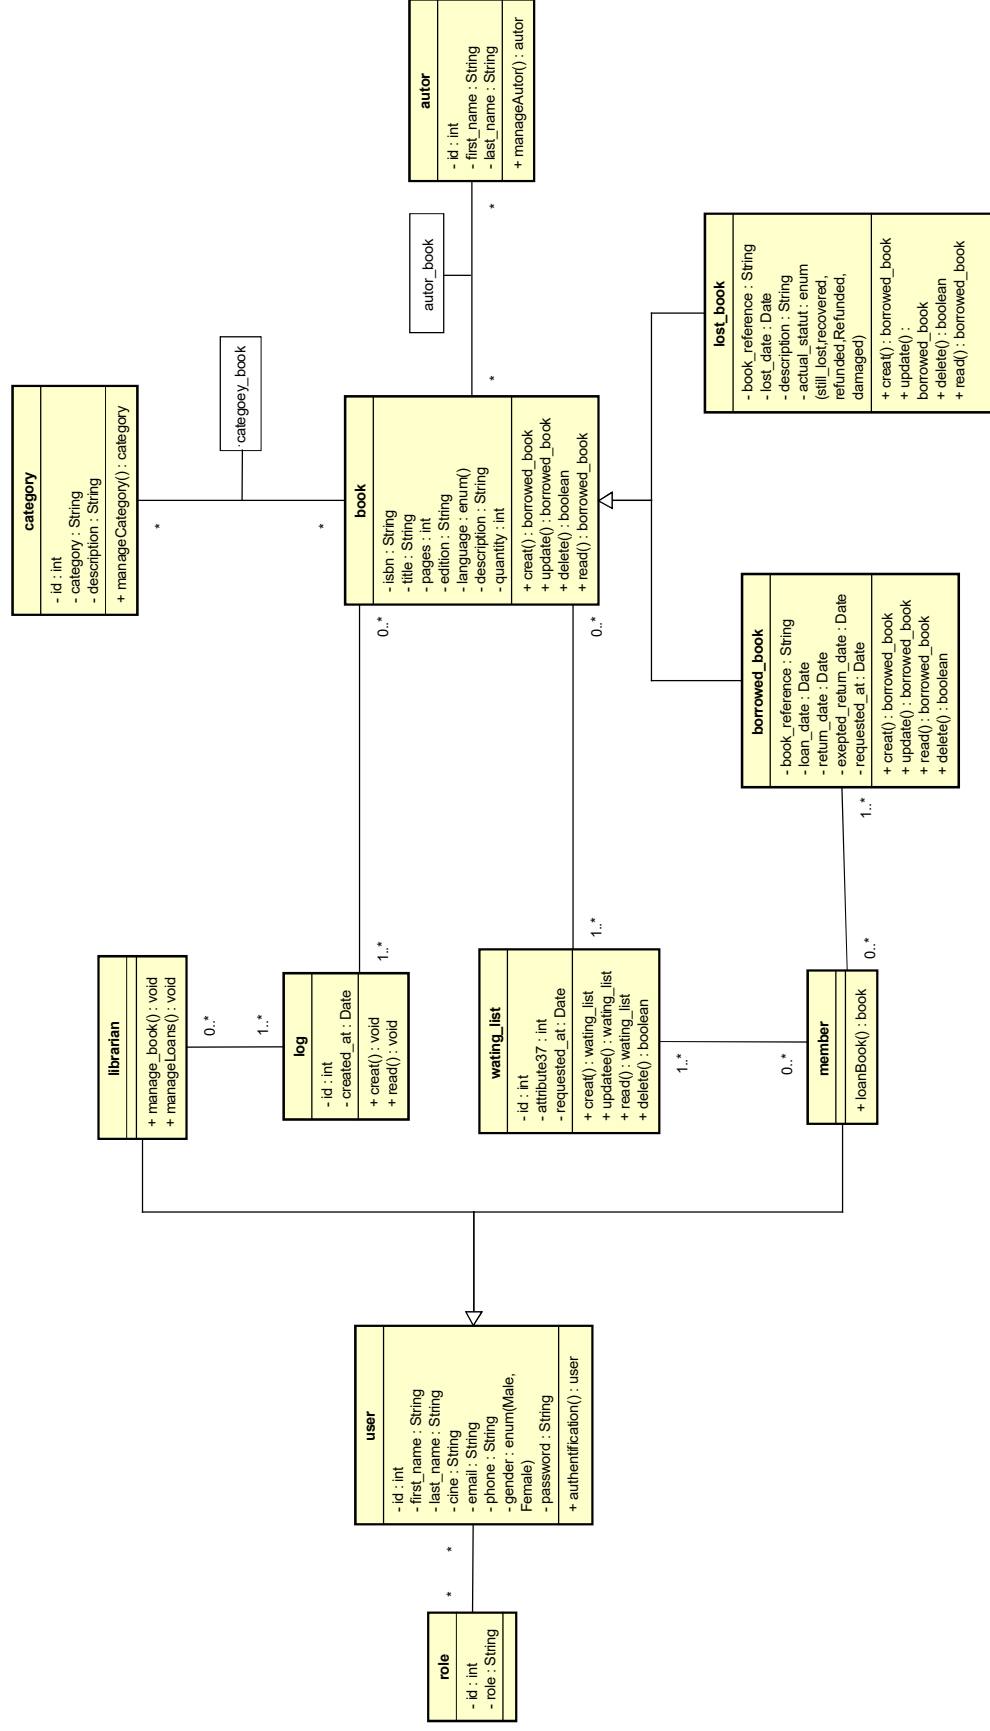 role
- id : int
- role : String
*
*
user
- id : int
- first_name : String
- last_name : String
- cine : String
- email : String
- phone : String
- gender : enum(Male,
Female)
- password : String
+ authentification() : user
librarian
+ manage_book() : void
+ manageLoans() : void
0..*
1..*
log
- id : int
- created_at : Date
+ creat() : void
+ read() : void
1..*
0..*
wating_list
- id : int
- attribute37 : int
- requested_at : Date
+ creat() : wating_list
+ updatee() : wating_list
+ read() : wating_list
+ delete() : boolean
1..*
0..*
1..*
0..*
member
+ loanBook() : book
0..*
1..*
category
- id : int
- category : String
- description : String
+ manageCategory() : category
*
*
categoey_book
book
- isbn : String
- title : String
- pages : int
- edition : String
- language : enum()
- description : String
- quantity : int
+ creat() : borrowed_book
+ update() : borrowed_book
+ delete() : boolean
+ read() : borrowed_book
*
*
autor_book
autor
- id : int
- first_name : String
- last_name : String
+ manageAutor() : autor
borrowed_book
- book_reference : String
- loan_date : Date
- return_date : Date
- exepted_return_date : Date
- requested_at : Date
+ creat() : borrowed_book
+ update() : borrowed_book
+ read() : borrowed_book
+ delete() : boolean
lost_book
- book_reference : String
- lost_date : Date
- description : String
- actual_statut : enum
(still_lost,recovered,
refunded,Refunded,
damaged)
+ creat() : borrowed_book
+ update() :
borrowed_book
+ delete() : boolean
+ read() : borrowed_book